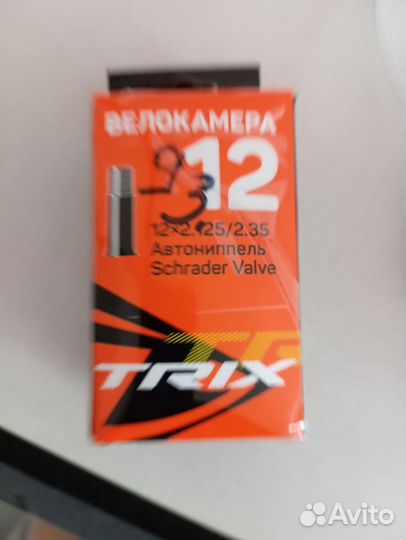 ВЕЛОКАМЕРА
12
12×2.125/2.35
Автониппель
Schrader Valve
TRIX
Avito